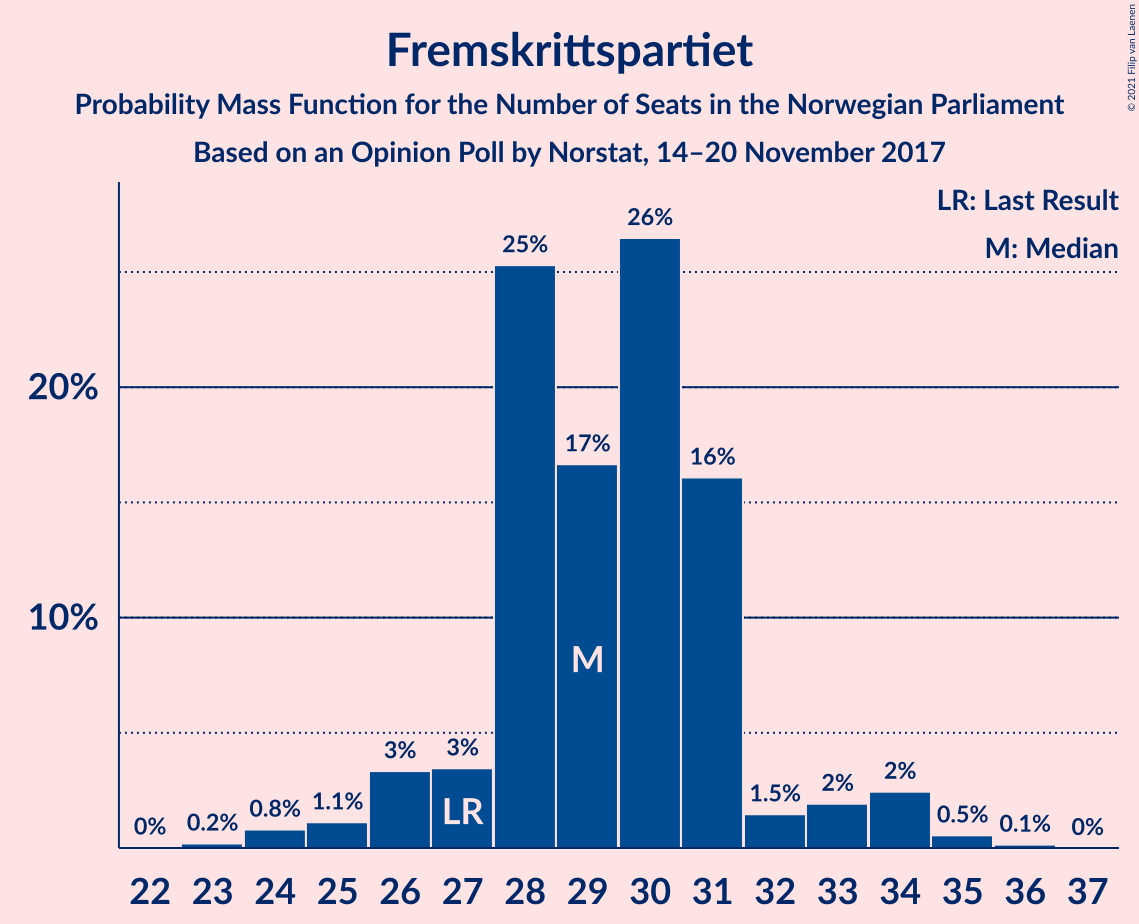 Fremskrittspartiet
Probability Mass Function for the Number of Seats in the Norwegian Parliament
Based on an Opinion Poll by Norstat, 14–20 November 2017
© 2021 Filip van Laenen
LR: Last Result
M: Median
26%
25%
20%
17%
16%
10%
M
3%
3%
2%
2%
1.5%
1.1%
0.8%
0.5%
0.2%
0.1%
0%
0%
LR
22 23 24 25 26 27 28 29 30 31 32 33 34 35 36 37